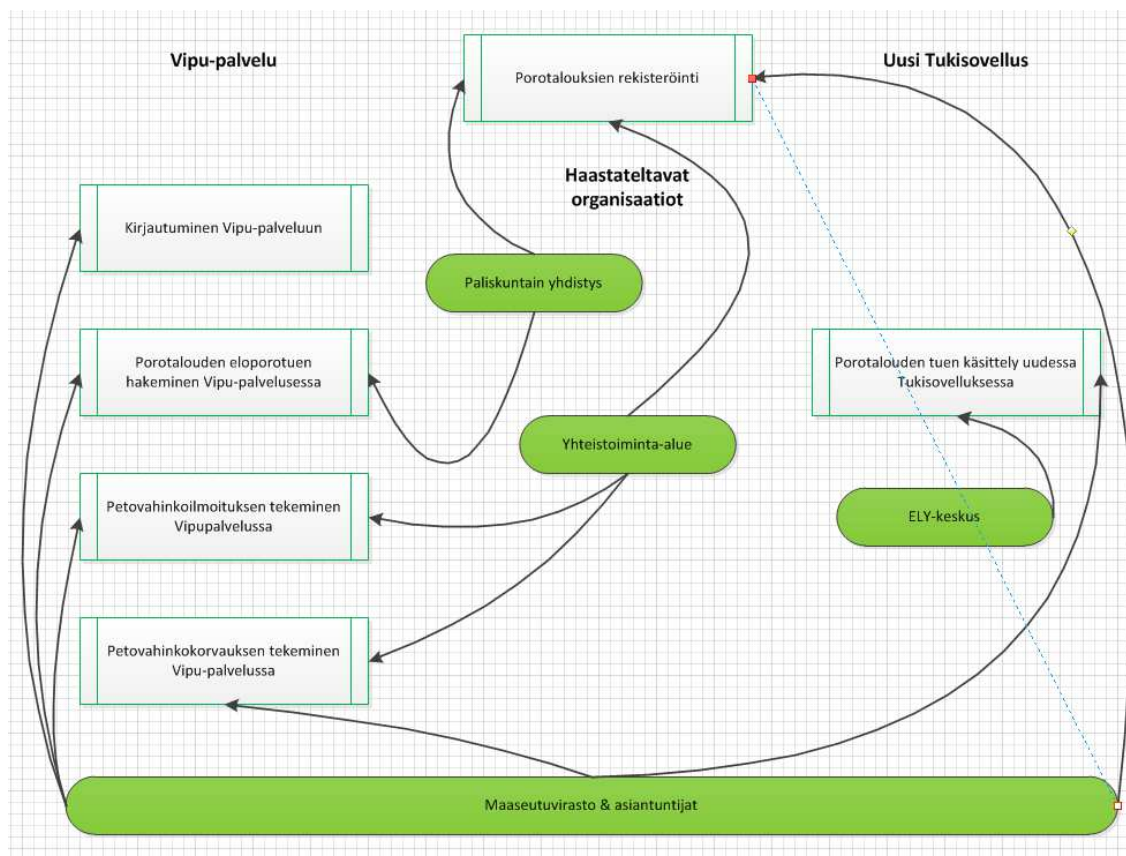 Vipu-palvelu
Uusi Tukisovellus
Porotalouksien rekisteröinti
Haastateltavat
organisaatiot
Kirjautuminen Vipu-palveluun
Paliskuntain yhdistys
Porotalouden eloporotuen
hakeminen Vipu-palvelusessa
Porotalouden tuen käsittely uudessa
Tukisovelluksessa
Yhteistoiminta-alue
Petovahinkoilmoituksen tekeminen
Vipupalvelussa
ELY-keskus
Petovahinkokorvauksen tekeminen
Vipu-palvelussa
Maaseutuvirasto & asiantuntijat